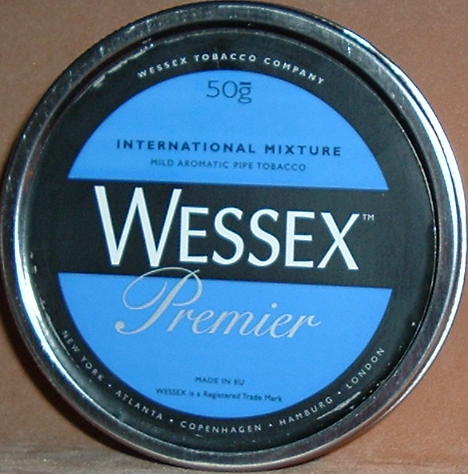 WESSEX TOBACCO COMPANY
50g
INTERNATIONAL MIXTURE
MILD AROMATIC PIPE TOBACCO
WESSEX™
Premier
MADE IN EU
WESSEX is a Registered Trade Mark
NEW YORK • ATLANTA • COPENHAGEN • HAMBURG • LONDON